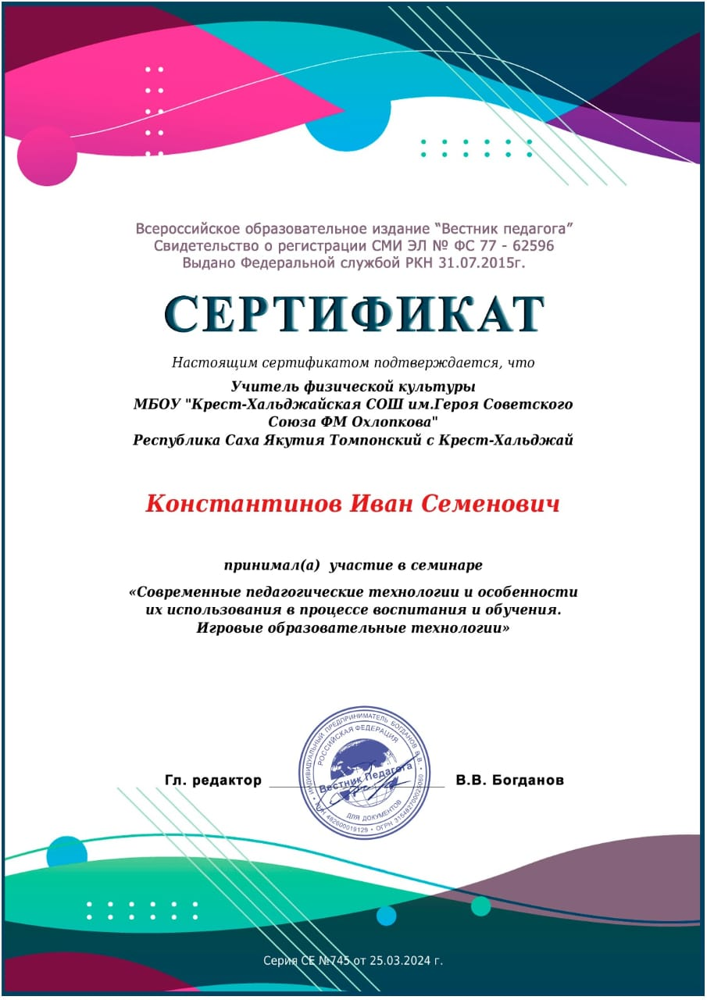 Всероссийское образовательное издание “Вестник педагога”
Свидетельство о регистрации СМИ ЭЛ № ФС 77 - 62596
Выдано Федеральной службой РКН 31.07.2015г.
СЕРТИФИКАТ
Настоящим сертификатом подтверждается, что
Учитель физической культуры
МБОУ "Крест-Хальджайская СОШ им.Героя Советского
Союза ФМ Охлопкова"
Республика Саха Якутия Томпонский с Крест-Хальджай
Константинов Иван Семенович
принимал(а) участие в семинаре
«Современные педагогические технологии и особенности
их использования в процессе воспитания и обучения.
Игровые образовательные технологии»
ИНДИВИДУАЛЬНЫЙ ПРЕДПРИНИМАТЕЛЬ БОГДАНОВ В.В.
РОССИЙСКАЯ ФЕДЕРАЦИЯ
Вестник Педагога
ДЛЯ ДОКУМЕНТОВ
ИНН 482600019129 • ОГРН 315482700025060
Гл. редактор В.В. Богданов
Серия СЕ №745 от 25.03.2024 г.